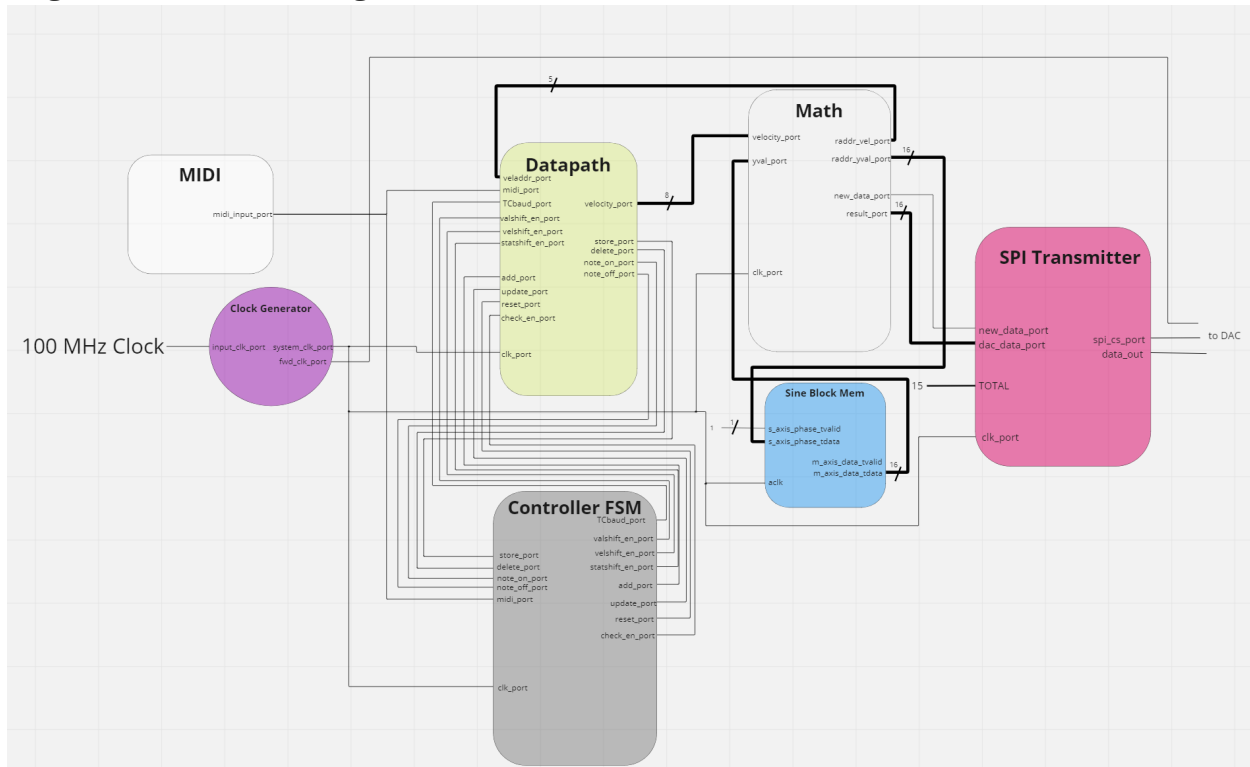 5
Math
velocity_port
raddr_vel_port
yval_port
raddr_yval_port
16
new_data_port
result_port
16
clk_port
MIDI
midi_input_port
Datapath
veladdr_port
midi_port
TCbaud_port
velocity_port
8
valshift_en_port
velshift_en_port
statshift_en_port
store_port
delete_port
note_on_port
note_off_port
add_port
update_port
reset_port
check_en_port
clk_port
SPI Transmitter
new_data_port
dac_data_port
spi_cs_port
data_out
to DAC
15
TOTAL
clk_port
Clock Generator
100 MHz Clock
input_clk_port
system_clk_port
fwd_clk_port
Sine Block Mem
1
1
s_axis_phase_tvalid
s_axis_phase_tdata
m_axis_data_tvalid
m_axis_data_tdata
16
aclk
Controller FSM
TCbaud_port
valshift_en_port
velshift_en_port
statshift_en_port
add_port
update_port
reset_port
check_en_port
store_port
delete_port
note_on_port
note_off_port
midi_port
clk_port